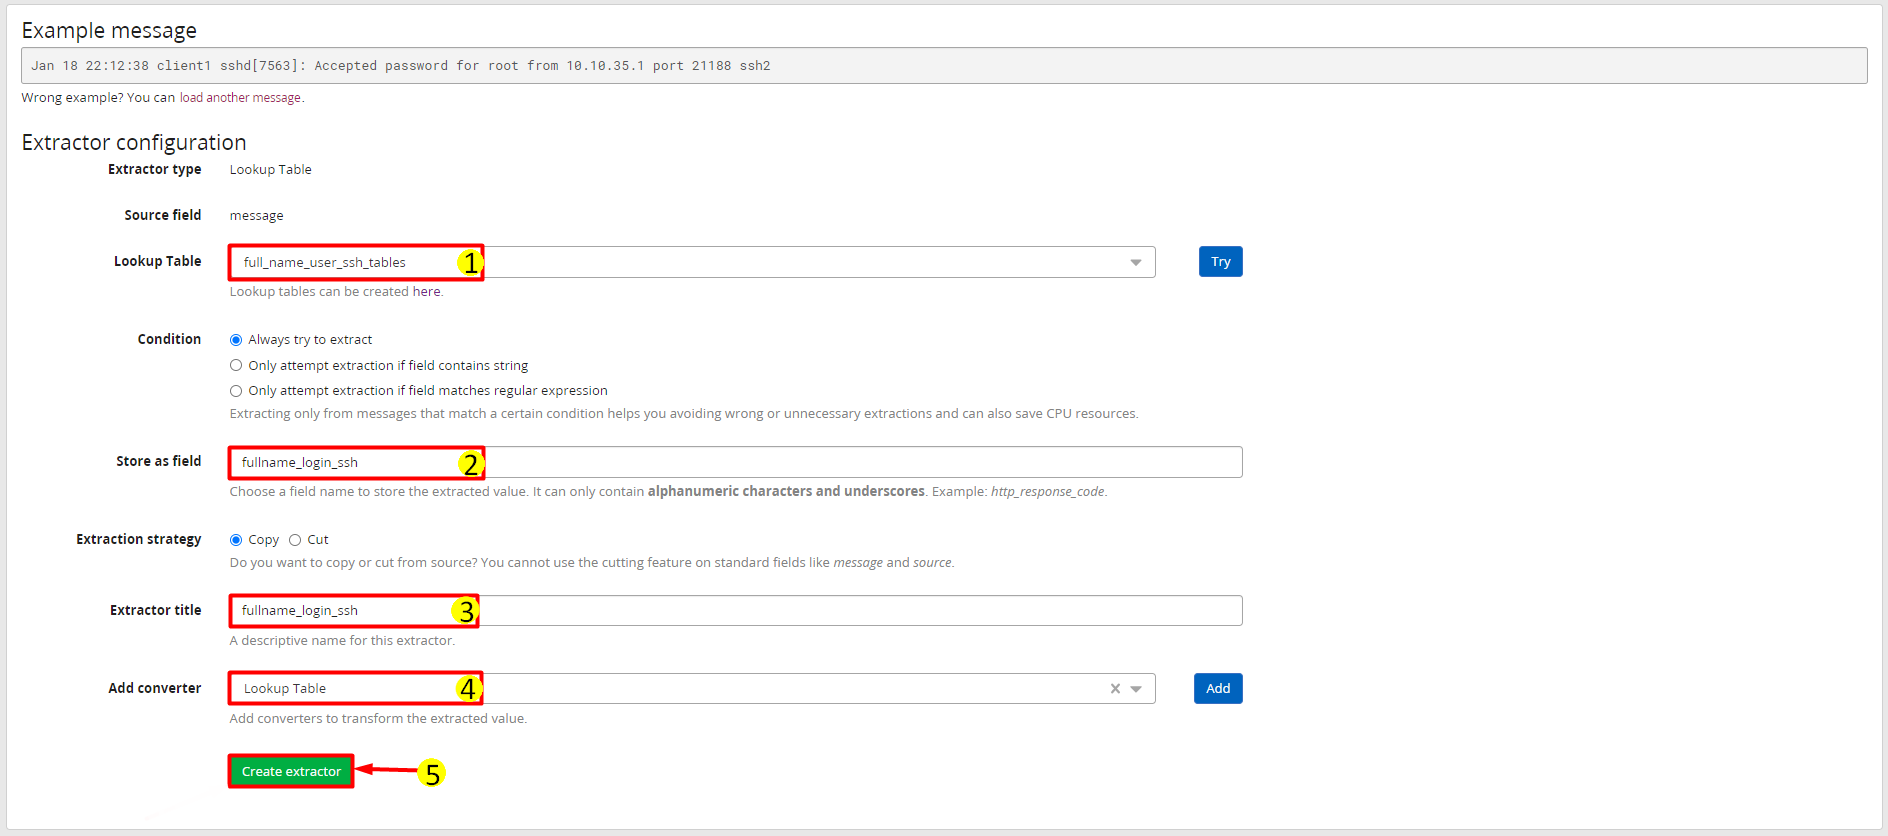 Example message
Jan 18 22:12:38 client1 sshd[7563]: Accepted password for root from 10.10.35.1 port 21188 ssh2
Wrong example? You can load another message.
Extractor configuration
Extractor type Lookup Table
Source field message
Lookup Table full_name_user_ssh_tables 1 Try
Lookup tables can be created here.
Condition Always try to extract
Only attempt extraction if field contains string
Only attempt extraction if field matches regular expression
Extracting only from messages that match a certain condition helps you avoiding wrong or unnecessary extractions and can also save CPU resources.
Store as field fullname_login_ssh 2
Choose a field name to store the extracted value. It can only contain alphanumeric characters and underscores. Example: http_response_code.
Extraction strategy Copy Cut
Do you want to copy or cut from source? You cannot use the cutting feature on standard fields like message and source.
Extractor title fullname_login_ssh 3
A descriptive name for this extractor.
Add converter Lookup Table 4 Add
Add converters to transform the extracted value.
Create extractor 5